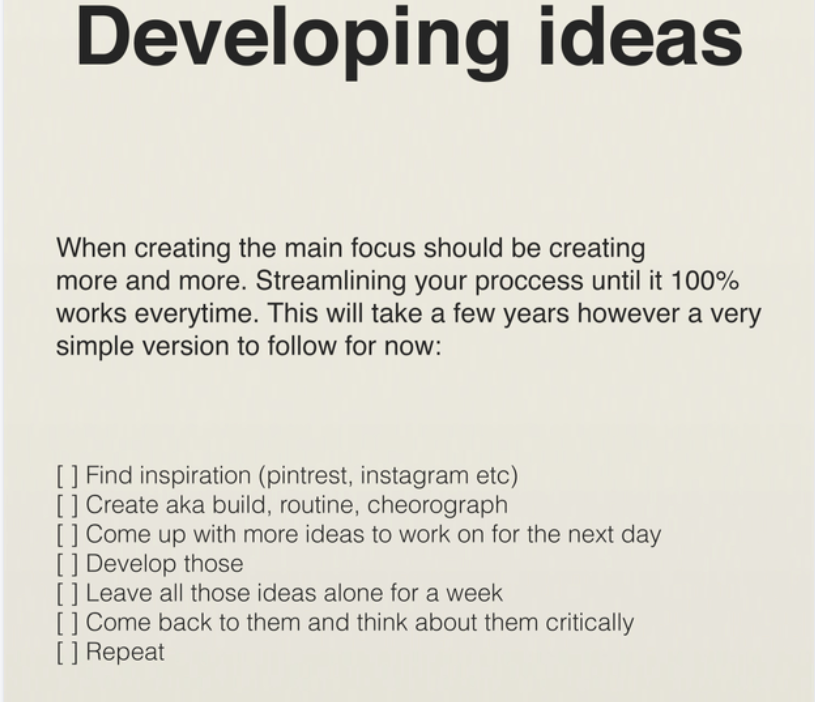 Developing ideas
When creating the main focus should be creating
more and more. Streamlining your proccess until it 100%
works everytime. This will take a few years however a very
simple version to follow for now:
[ ] Find inspiration (pintrest, instagram etc)
[ ] Create aka build, routine, cheorograph
[ ] Come up with more ideas to work on for the next day
[ ] Develop those
[ ] Leave all those ideas alone for a week
[ ] Come back to them and think about them critically
[ ] Repeat